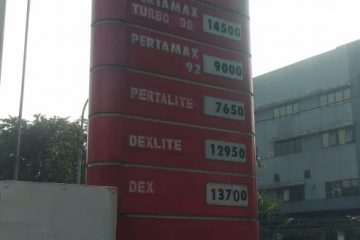 PERTAMAX
TURBO 98 14500
PERTAMAX
92 9000
PERTALITE 7650
DEXLITE 12950
DEX 13700